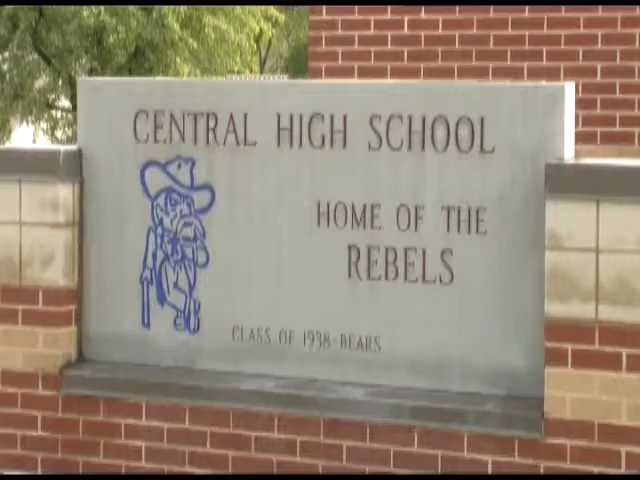 CENTRAL HIGH SCHOOL
HOME OF THE
REBELS
CLASS OF 1938-BEARS